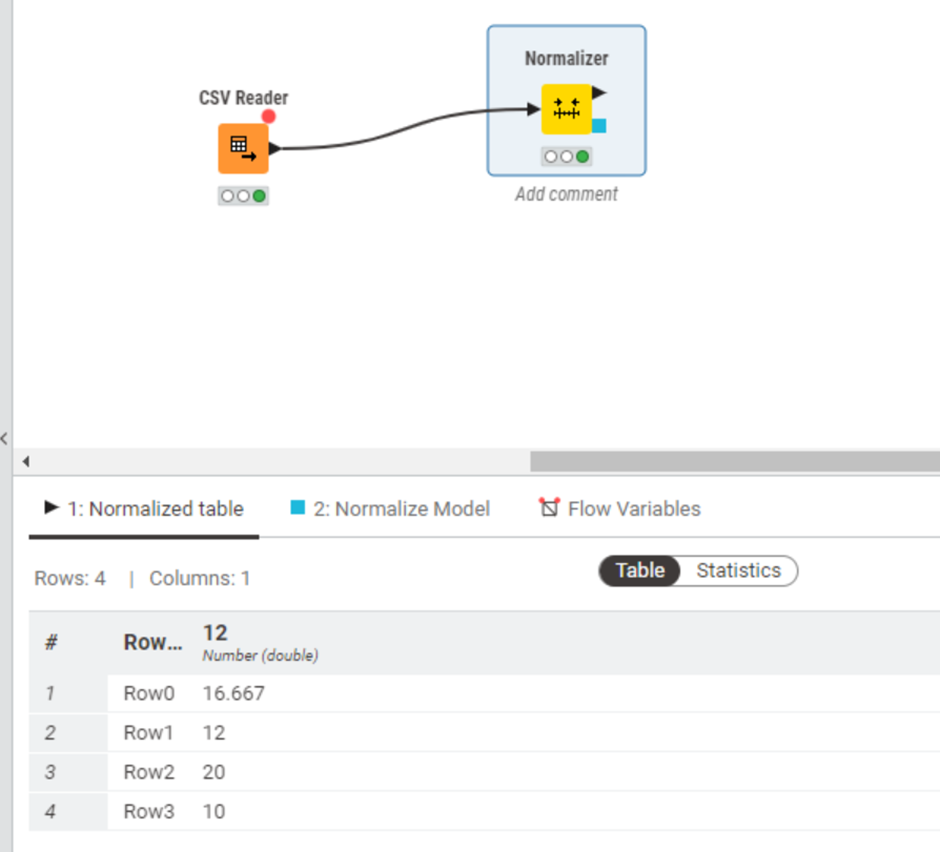 Normalizer
CSV Reader
Add comment
1: Normalized table 2: Normalize Model Flow Variables
Rows: 4 | Columns: 1 Table Statistics
# Row... 12
Number (double)
1 Row0 16.667
2 Row1 12
3 Row2 20
4 Row3 10